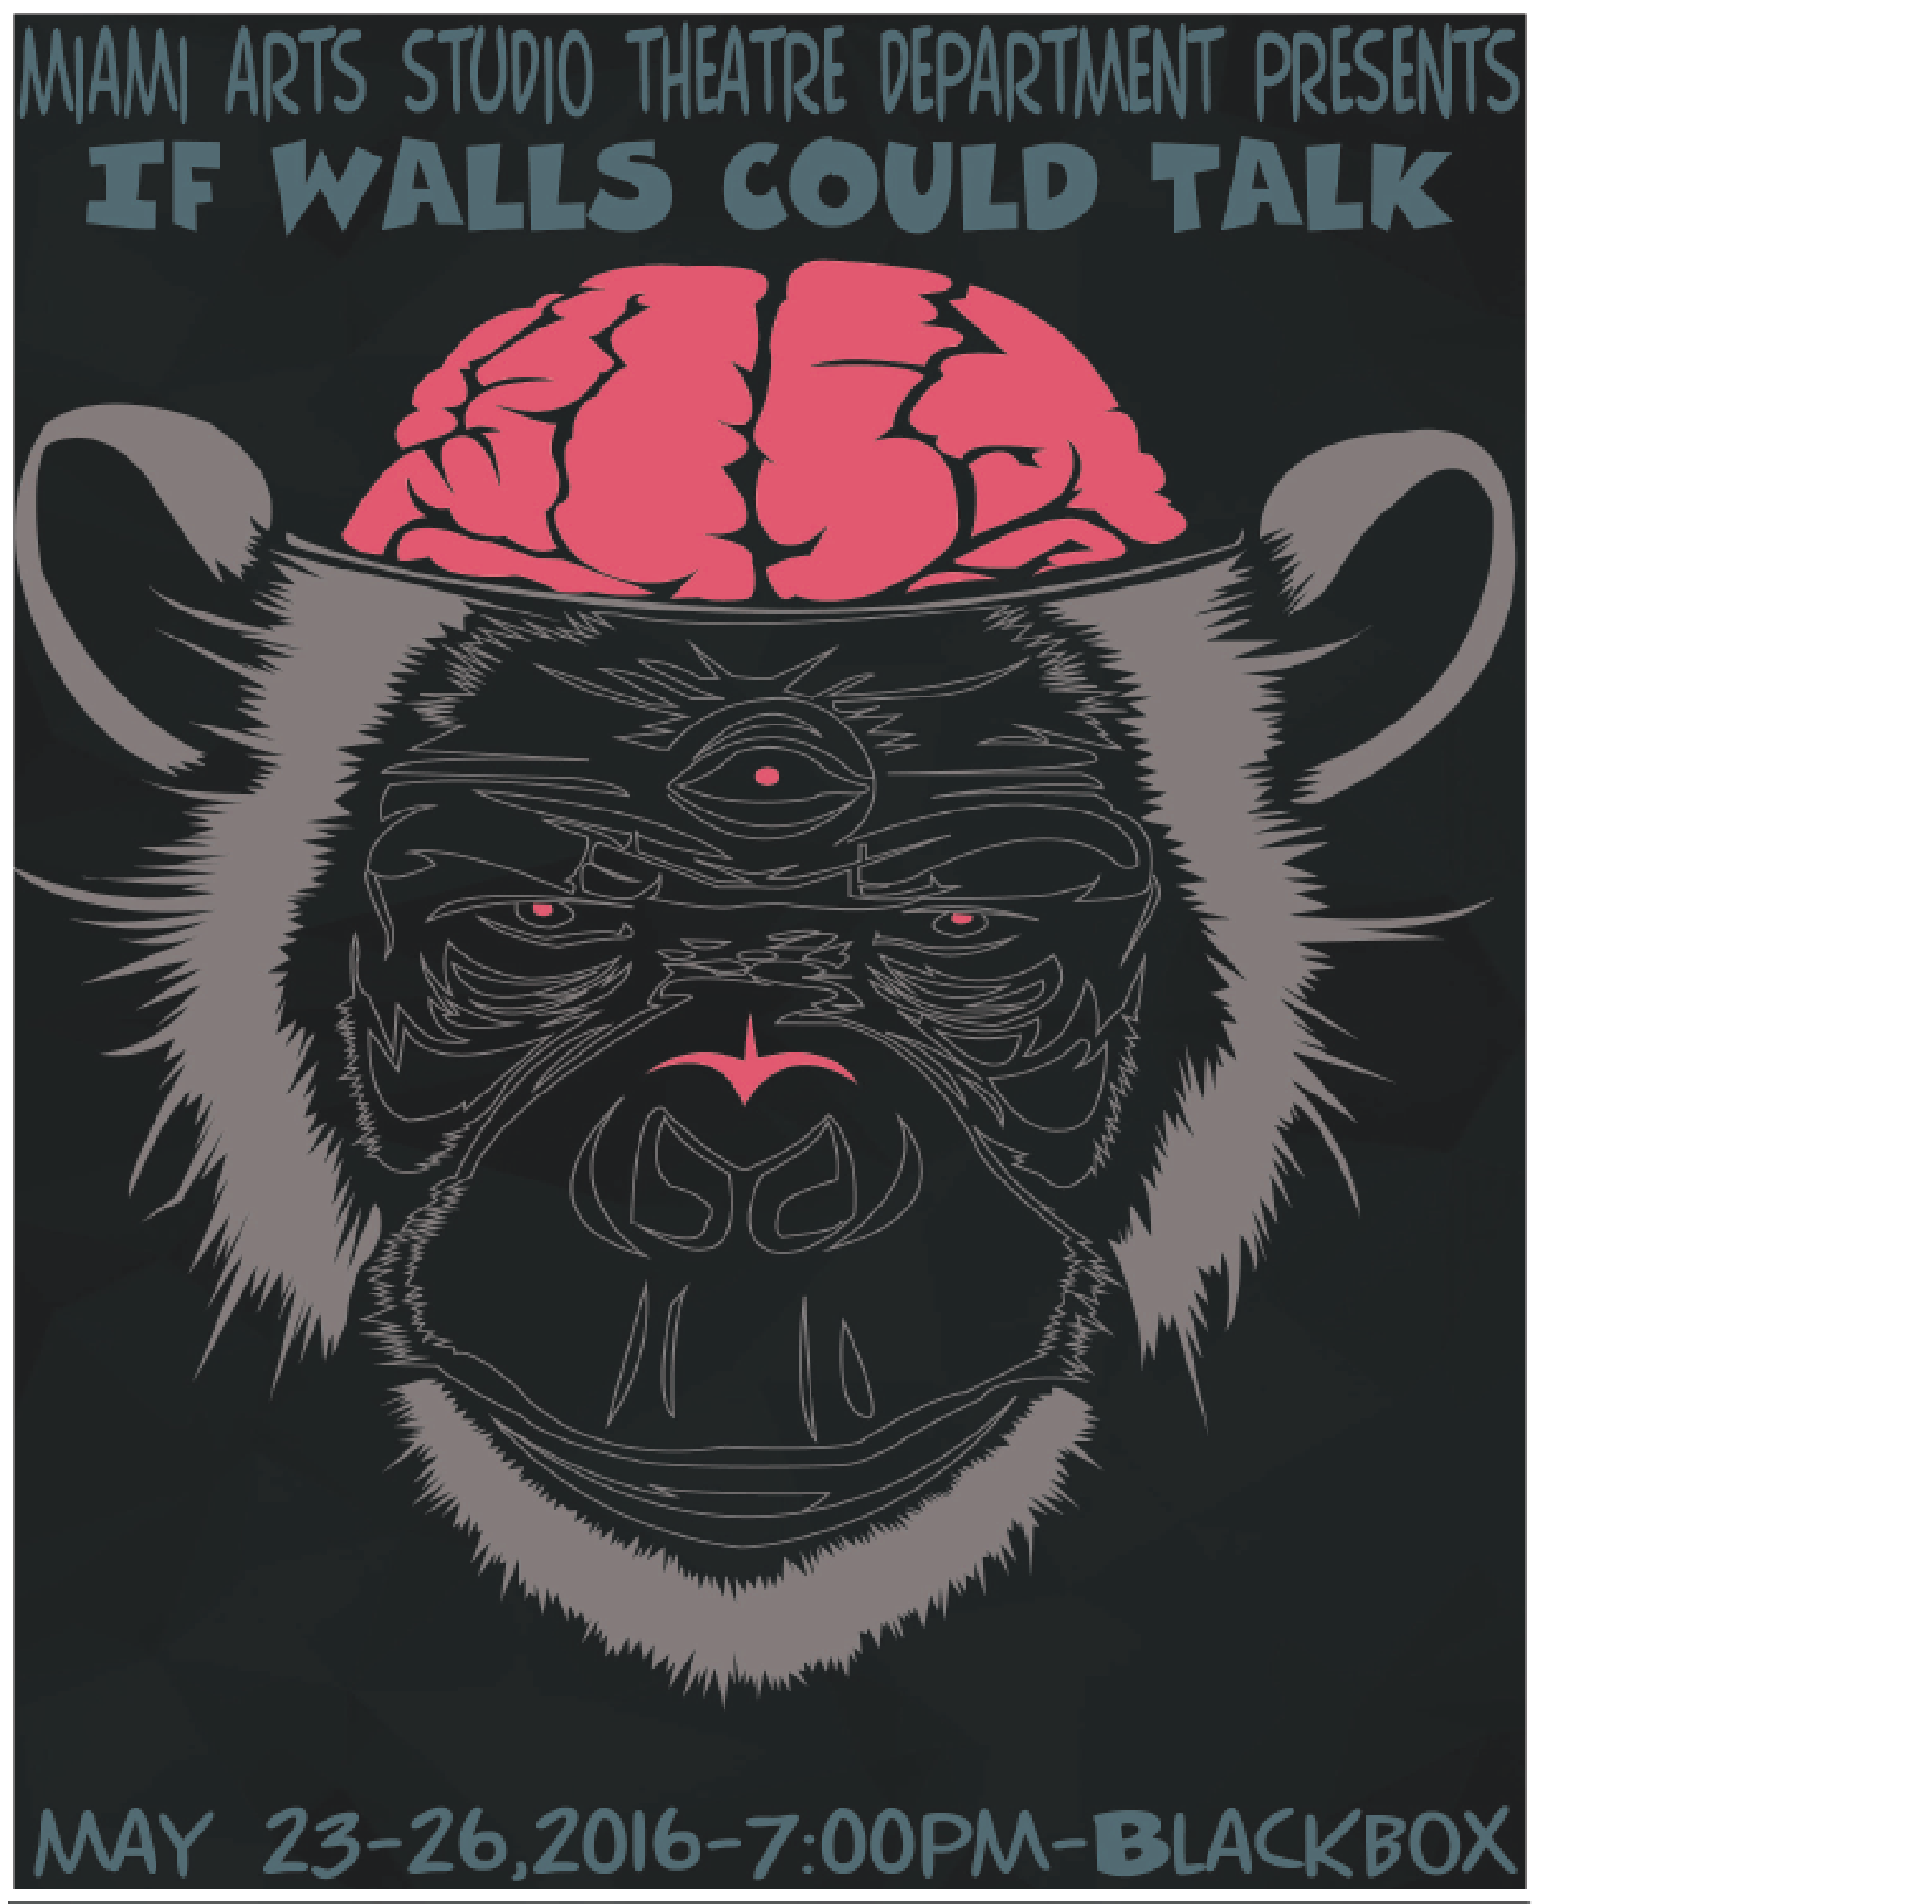 MIAMI ARTS STUDIO THEATRE DEPARTMENT PRESENTS
IF WALLS COULD TALK
MAY 23-26,2016-7:00PM-BLACKBOX